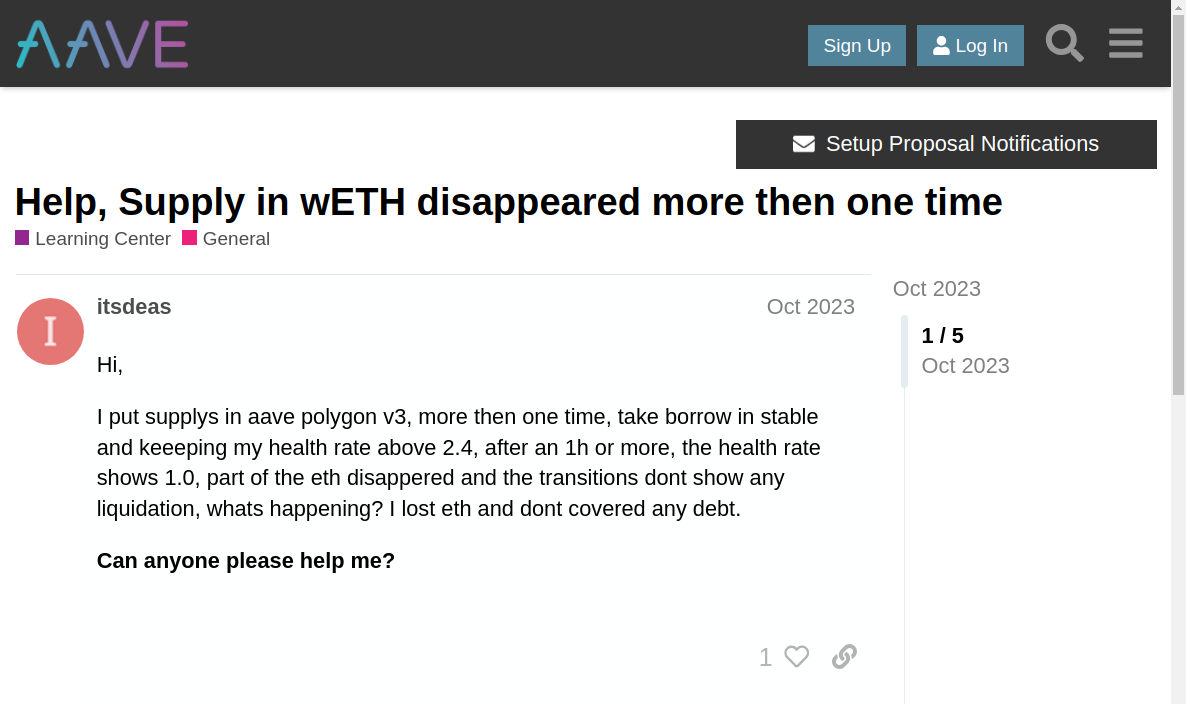 AAVE
Sign Up
Log In
Setup Proposal Notifications
Help, Supply in wETH disappeared more then one time
Learning Center General
itsdeas
Oct 2023
Oct 2023
I
1 / 5
Oct 2023
Hi,
I put supplys in aave polygon v3, more then one time, take borrow in stable
and keeeping my health rate above 2.4, after an 1h or more, the health rate
shows 1.0, part of the eth disappered and the transitions dont show any
liquidation, whats happening? I lost eth and dont covered any debt.
Can anyone please help me?
1